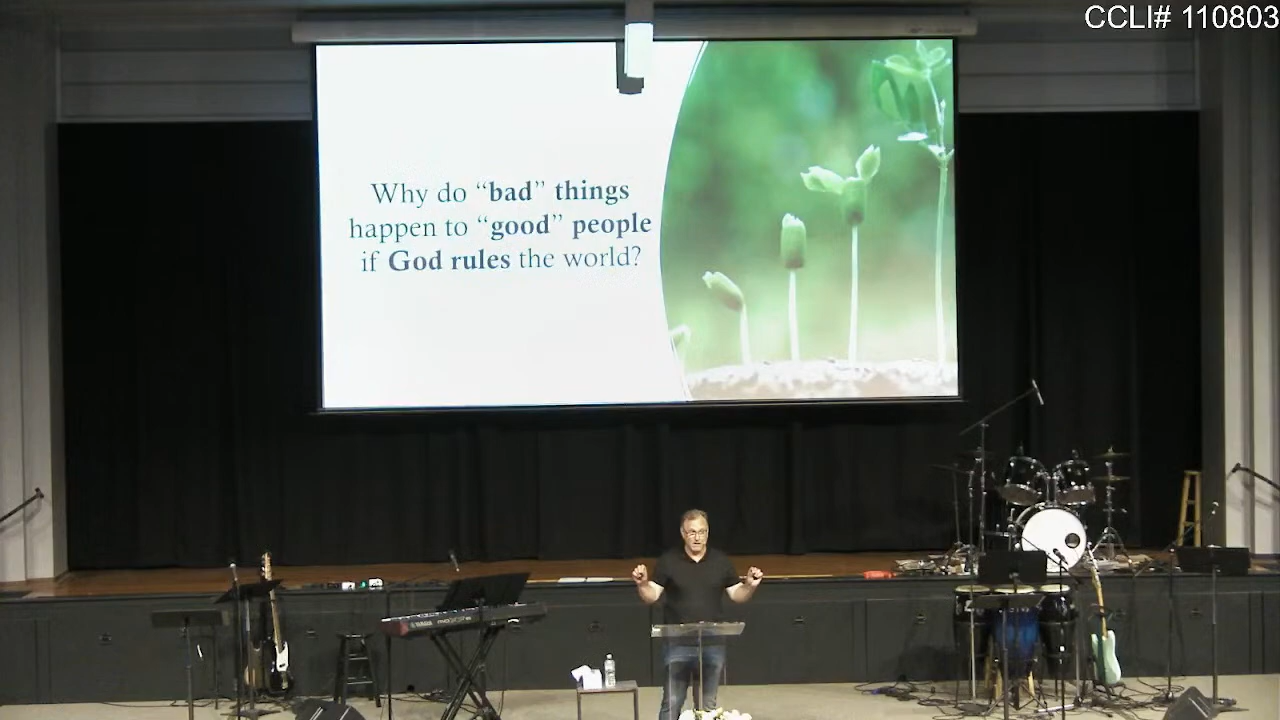 CCLI# 110803
Why do “bad” things
happen to “good” people
if God rules the world?